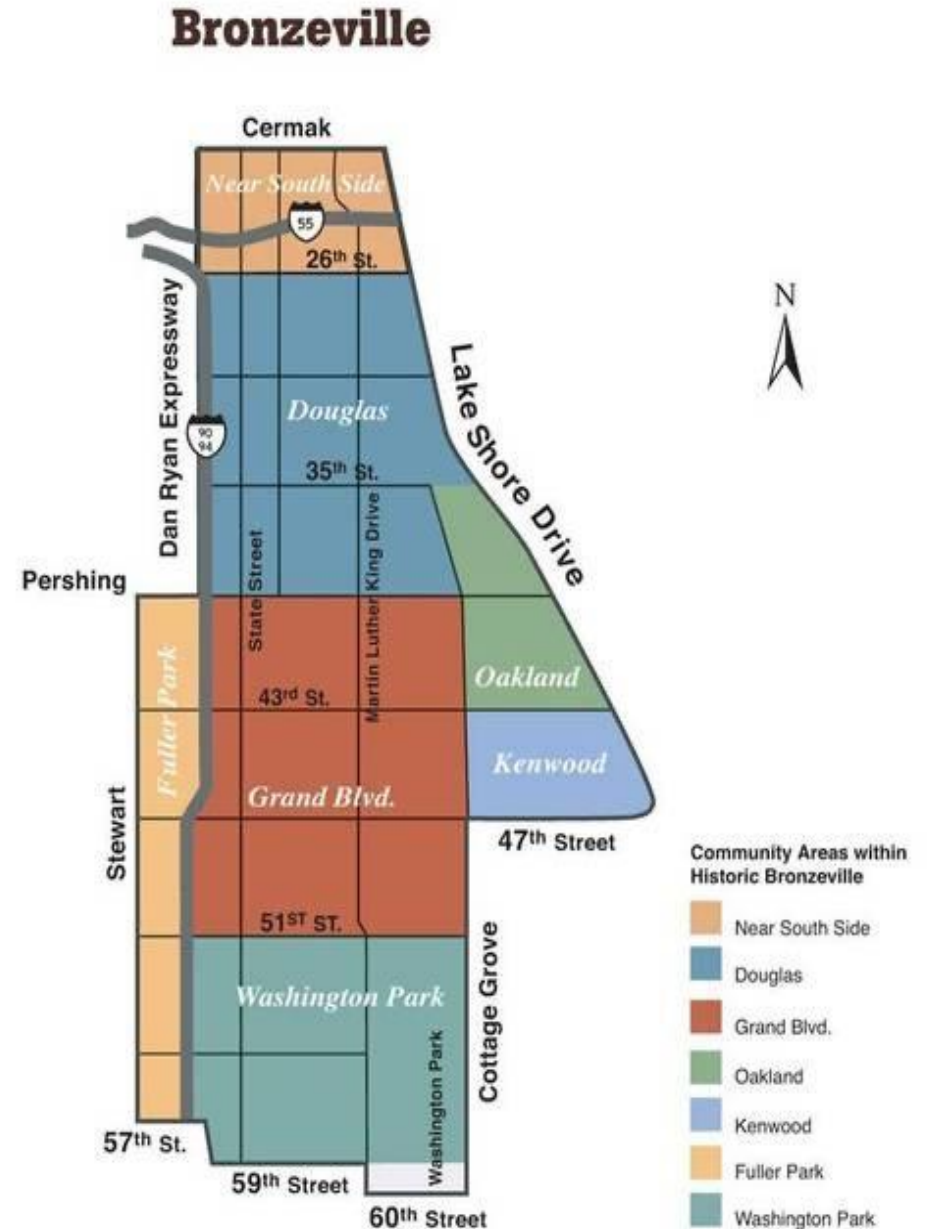 Bronzeville
Cermak
Near South Side
55
26th St.
N
Dan Ryan Expressway
Lake Shore Drive
Douglas
90
94
35th St.
State Street
Martin Luther King Drive
Pershing
Fuller Park
Oakland
43rd St.
Kenwood
Grand Blvd.
Stewart
47th Street
51ST ST.
Cottage Grove
Washington Park
Washington Park
57th St.
59th Street
60th Street
Community Areas within
Historic Bronzeville
Near South Side
Douglas
Grand Blvd.
Oakland
Kenwood
Fuller Park
Washington Park